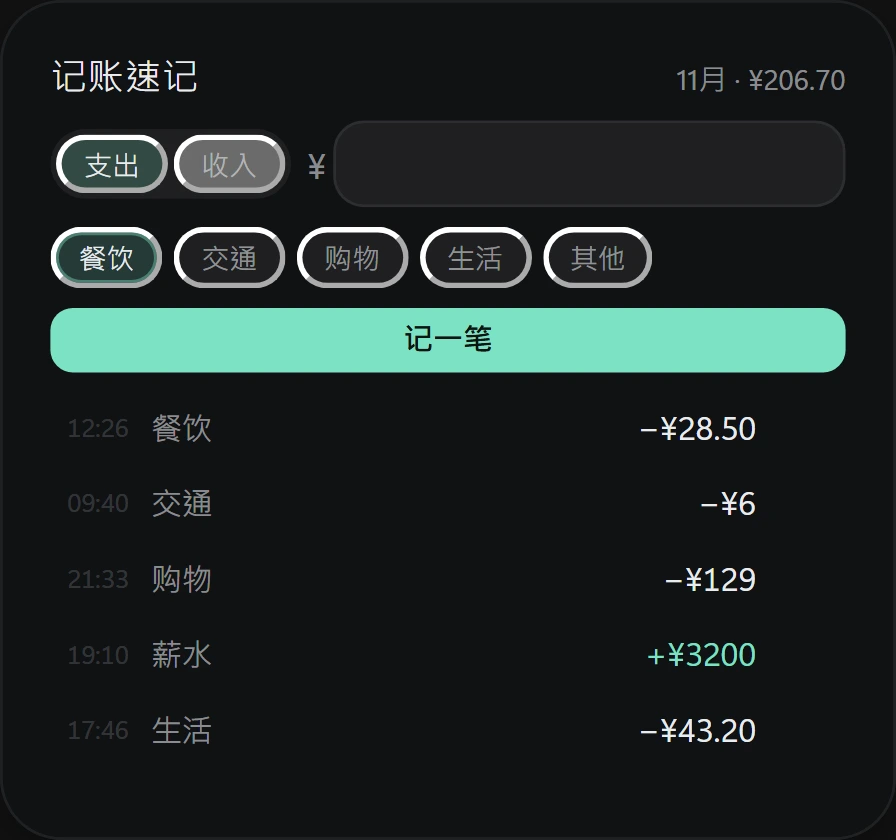 记账速记 11月 · ¥206.70
支出 收入 ¥
餐饮 交通 购物 生活 其他
记一笔
12:26 餐饮 −¥28.50
09:40 交通 −¥6
21:33 购物 −¥129
19:10 薪水 +¥3200
17:46 生活 −¥43.20